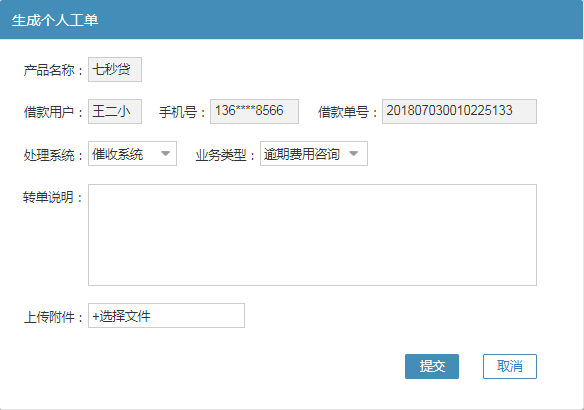 生成个人工单
产品名称： 七秒贷
借款用户： 王二小 手机号： 136****8566 借款单号： 201807030010225133
处理系统： 催收系统 业务类型： 逾期费用咨询
转单说明：
上传附件： +选择文件
提交 取消